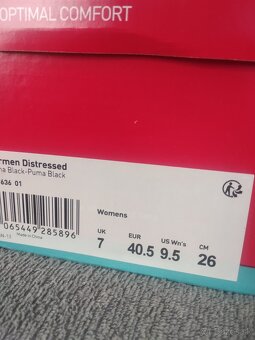 OPTIMAL COMFORT
rmen Distressed
ma Black-Puma Black
636 01
Womens
UK EUR US Wn's CM
7 40.5 9.5 26
065449 285896
Made in China